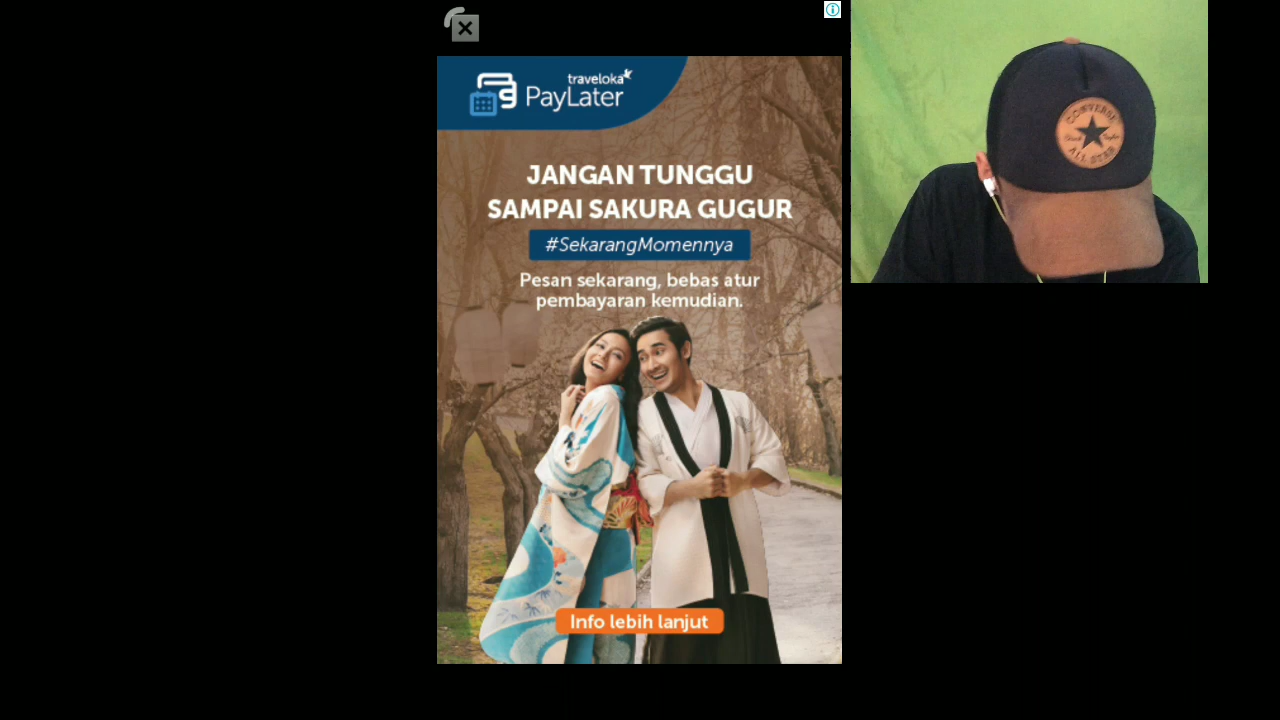 traveloka
PayLater
JANGAN TUNGGU
SAMPAI SAKURA GUGUR
#SekarangMomennya
Pesan sekarang, bebas atur
pembayaran kemudian.
Info lebih lanjut
CONVERSE
ALL STAR